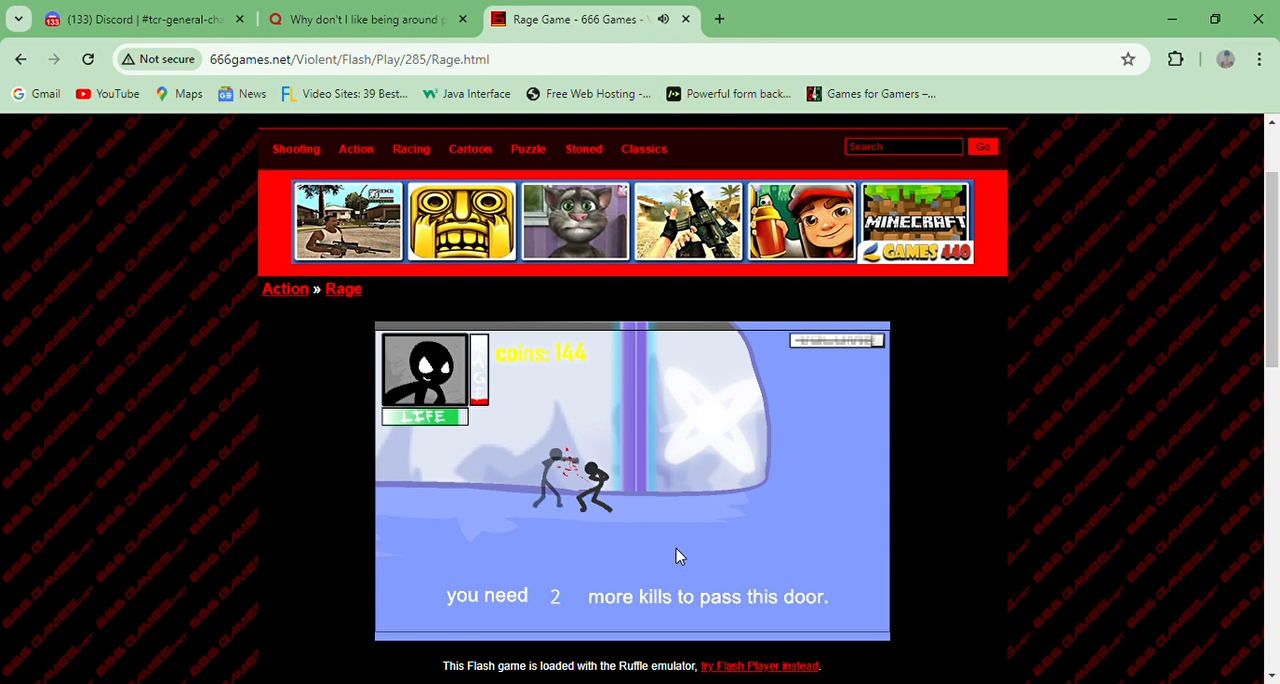 (133) Discord | #tcr-general-cha
Why don't I like being around p
Rage Game - 666 Games - V
Not secure
666games.net/Violent/Flash/Play/285/Rage.html
Gmail
YouTube
Maps
News
Video Sites: 39 Best...
Java Interface
Free Web Hosting -...
Powerful form back...
Games for Gamers –...
Shooting
Action
Racing
Cartoon
Puzzle
Stoned
Classics
Search
Go
MINECRAFT
GAMES 440
Action » Rage
coins: 144
VOLUME
LIFE
you need 2 more kills to pass this door.
This Flash game is loaded with the Ruffle emulator, try Flash Player instead.